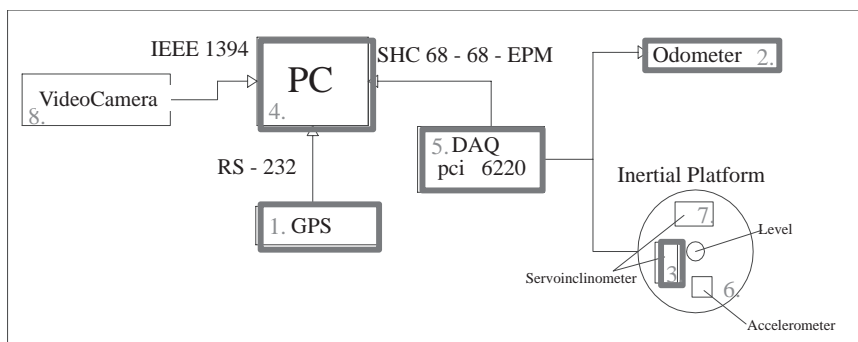 IEEE 1394
SHC 68 - 68 - EPM
PC
4.
Odometer 2.
VideoCamera
8.
5. DAQ
pci 6220
RS - 232
Inertial Platform
1. GPS
7.
Level
Servoinclinometer
3
6.
Accelerometer